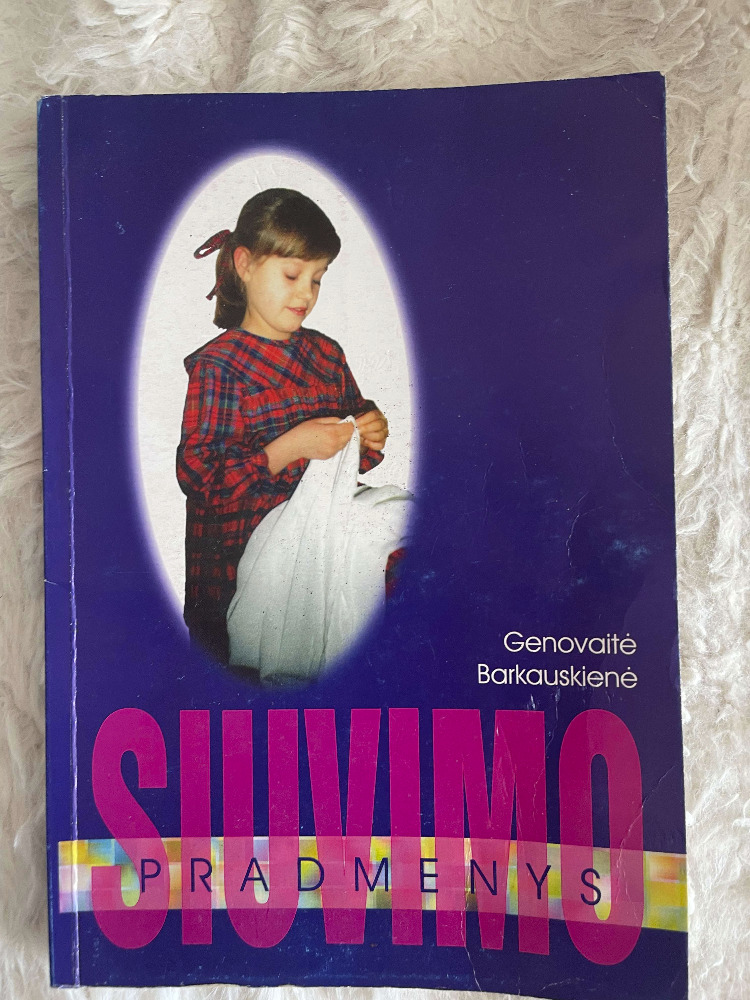 Genovaitė
Barkauskienė
SIUVIMO
PRADMENYS